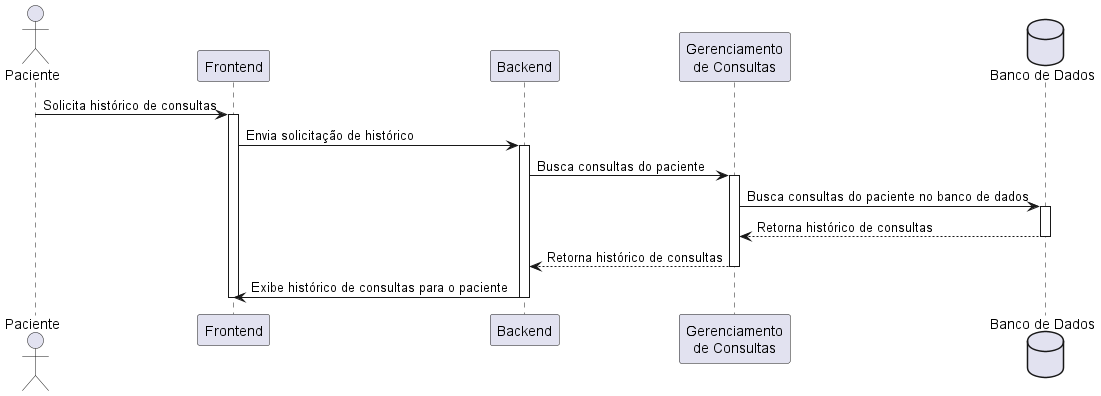 Paciente
Frontend
Backend
Gerenciamento
de Consultas
Banco de Dados
Solicita histórico de consultas
Envia solicitação de histórico
Busca consultas do paciente
Busca consultas do paciente no banco de dados
Retorna histórico de consultas
Retorna histórico de consultas
Exibe histórico de consultas para o paciente
Paciente
Frontend
Backend
Gerenciamento
de Consultas
Banco de Dados